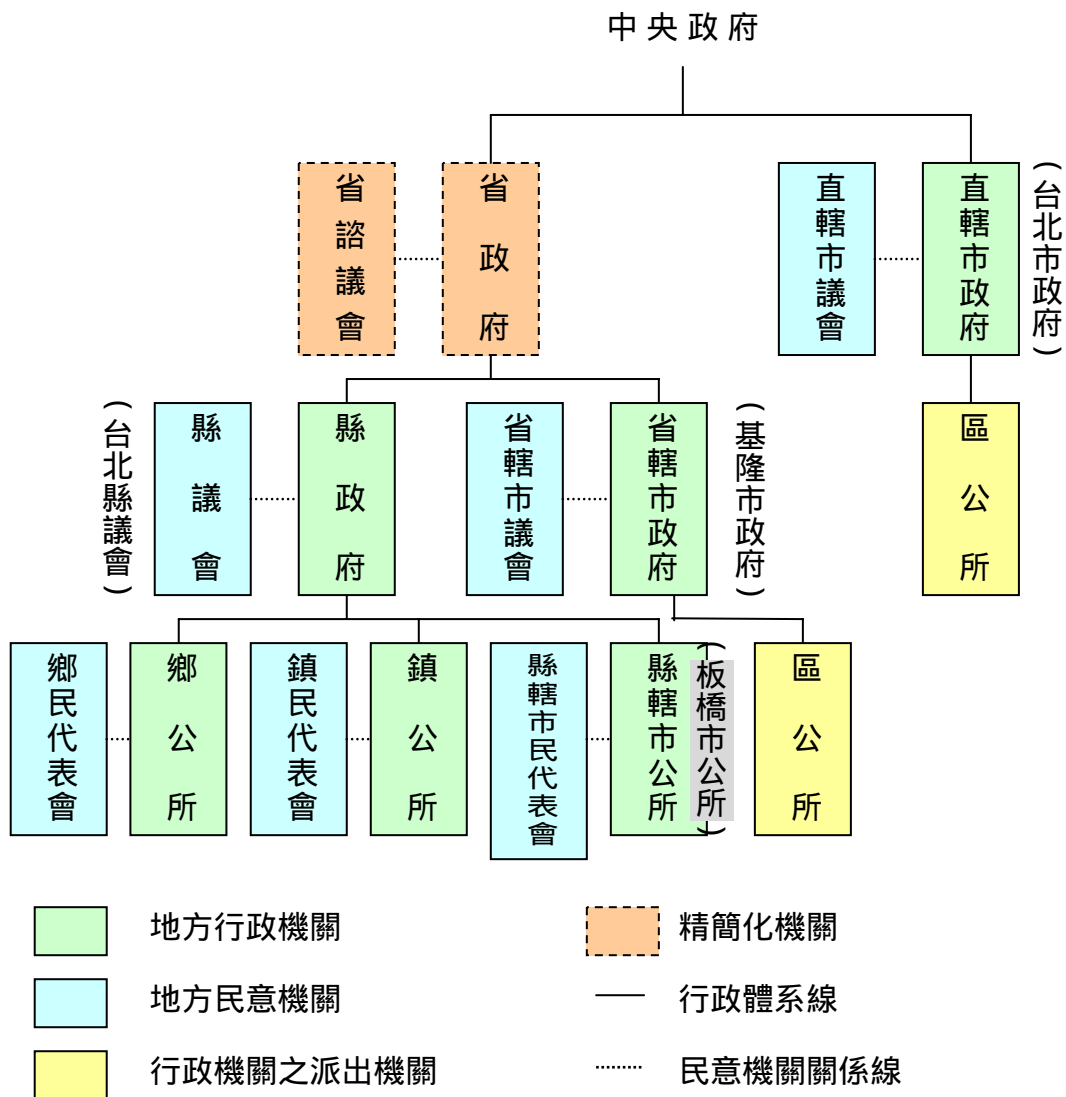 中央政府
省諮議會
省政府
直轄市議會
直轄市政府
(台北市政府)
(台北縣議會)
縣議會
縣政府
省轄市議會
省轄市政府
(基隆市政府)
區公所
鄉民代表會
鄉公所
鎮民代表會
鎮公所
縣轄市民代表會
縣轄市公所
(板橋市公所)
區公所
地方行政機關
精簡化機關
地方民意機關
行政體系線
行政機關之派出機關
民意機關關係線